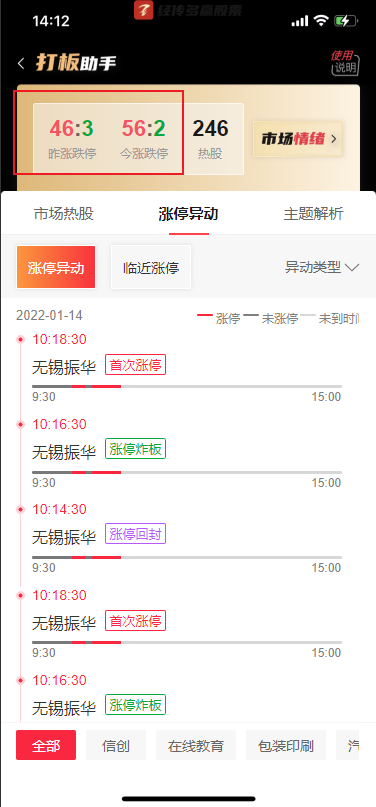 14:12
经传多赢股票
打板助手
使用
说明
46:3 56:2 246
昨涨跌停 今涨跌停 热股
市场情绪
市场热股 涨停异动 主题解析
涨停异动 临近涨停 异动类型
2022-01-14 涨停 未涨停 未到时间
10:18:30
无锡振华 首次涨停
9:30 15:00
10:16:30
无锡振华 涨停炸板
9:30 15:00
10:14:30
无锡振华 涨停回封
9:30 15:00
10:18:30
无锡振华 首次涨停
9:30 15:00
10:16:30
无锡振华 涨停炸板
全部 信创 在线教育 包装印刷